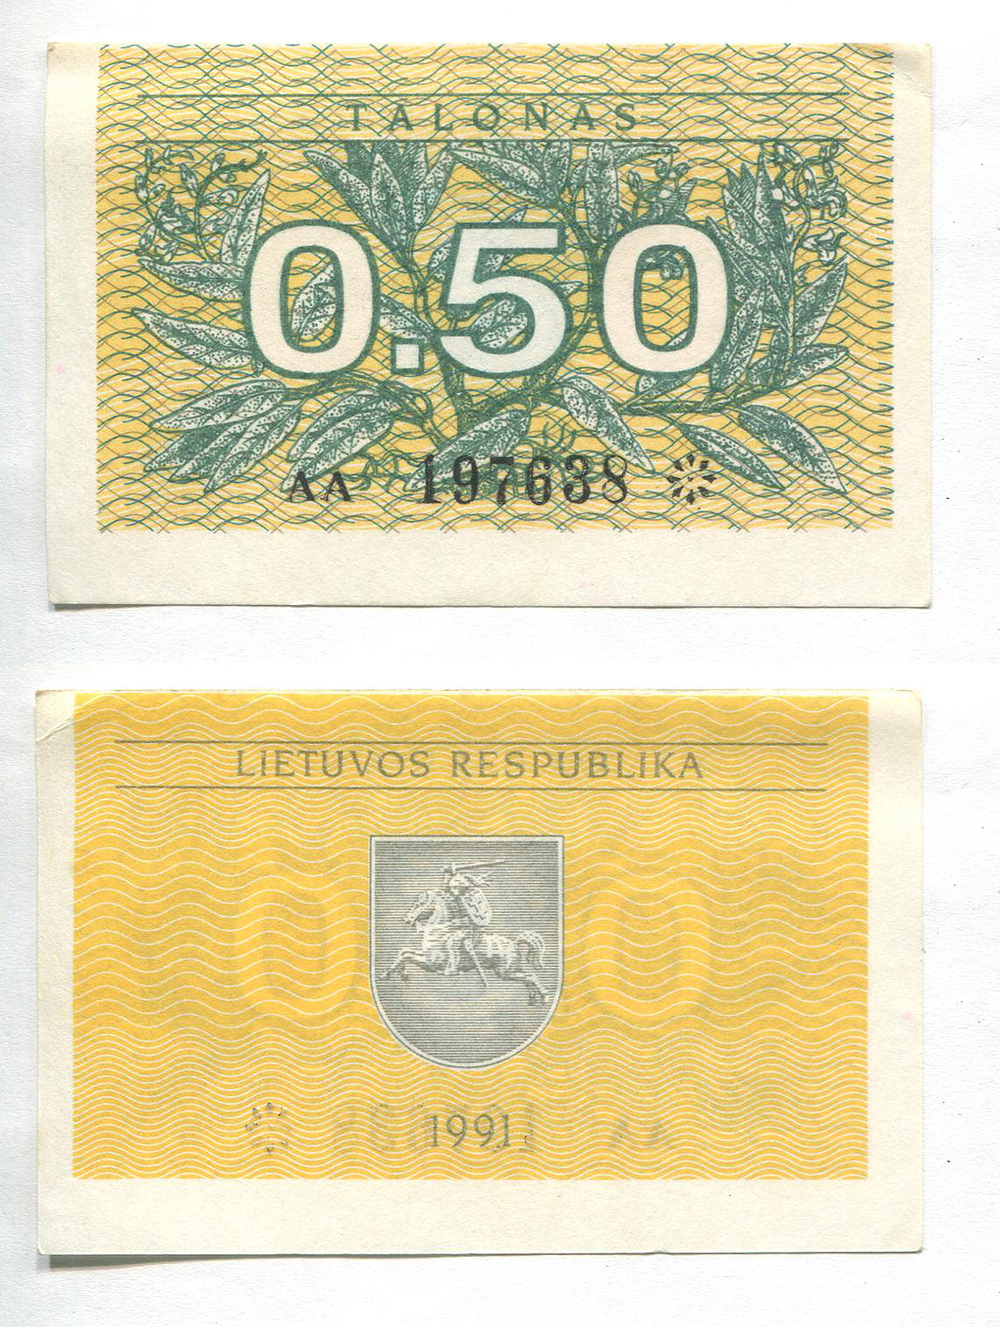 TALONAS
0.50
AA 197638
LIETUVOS RESPUBLIKA
1991